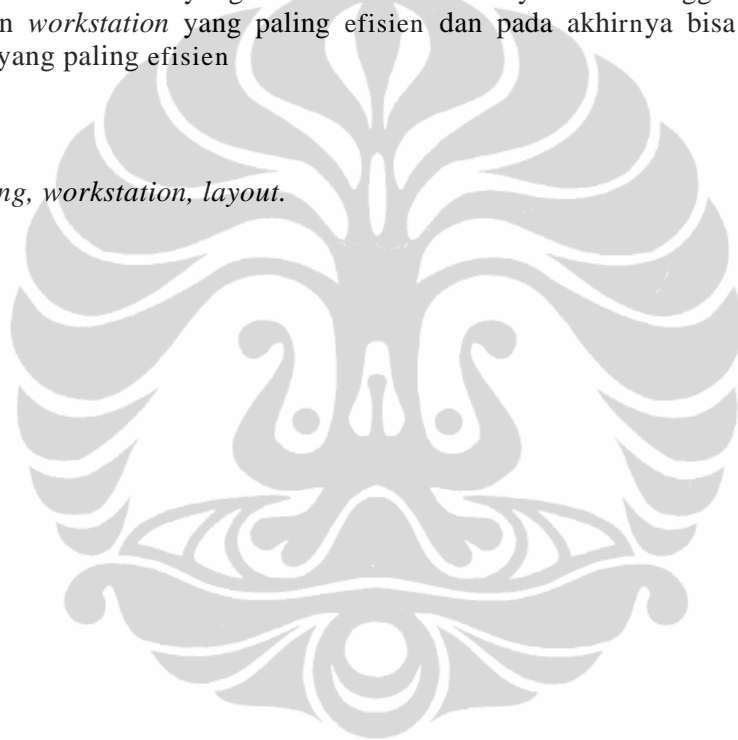 n workstation yang paling efisien dan pada akhirnya bisa
yang paling efisien
ng, workstation, layout.